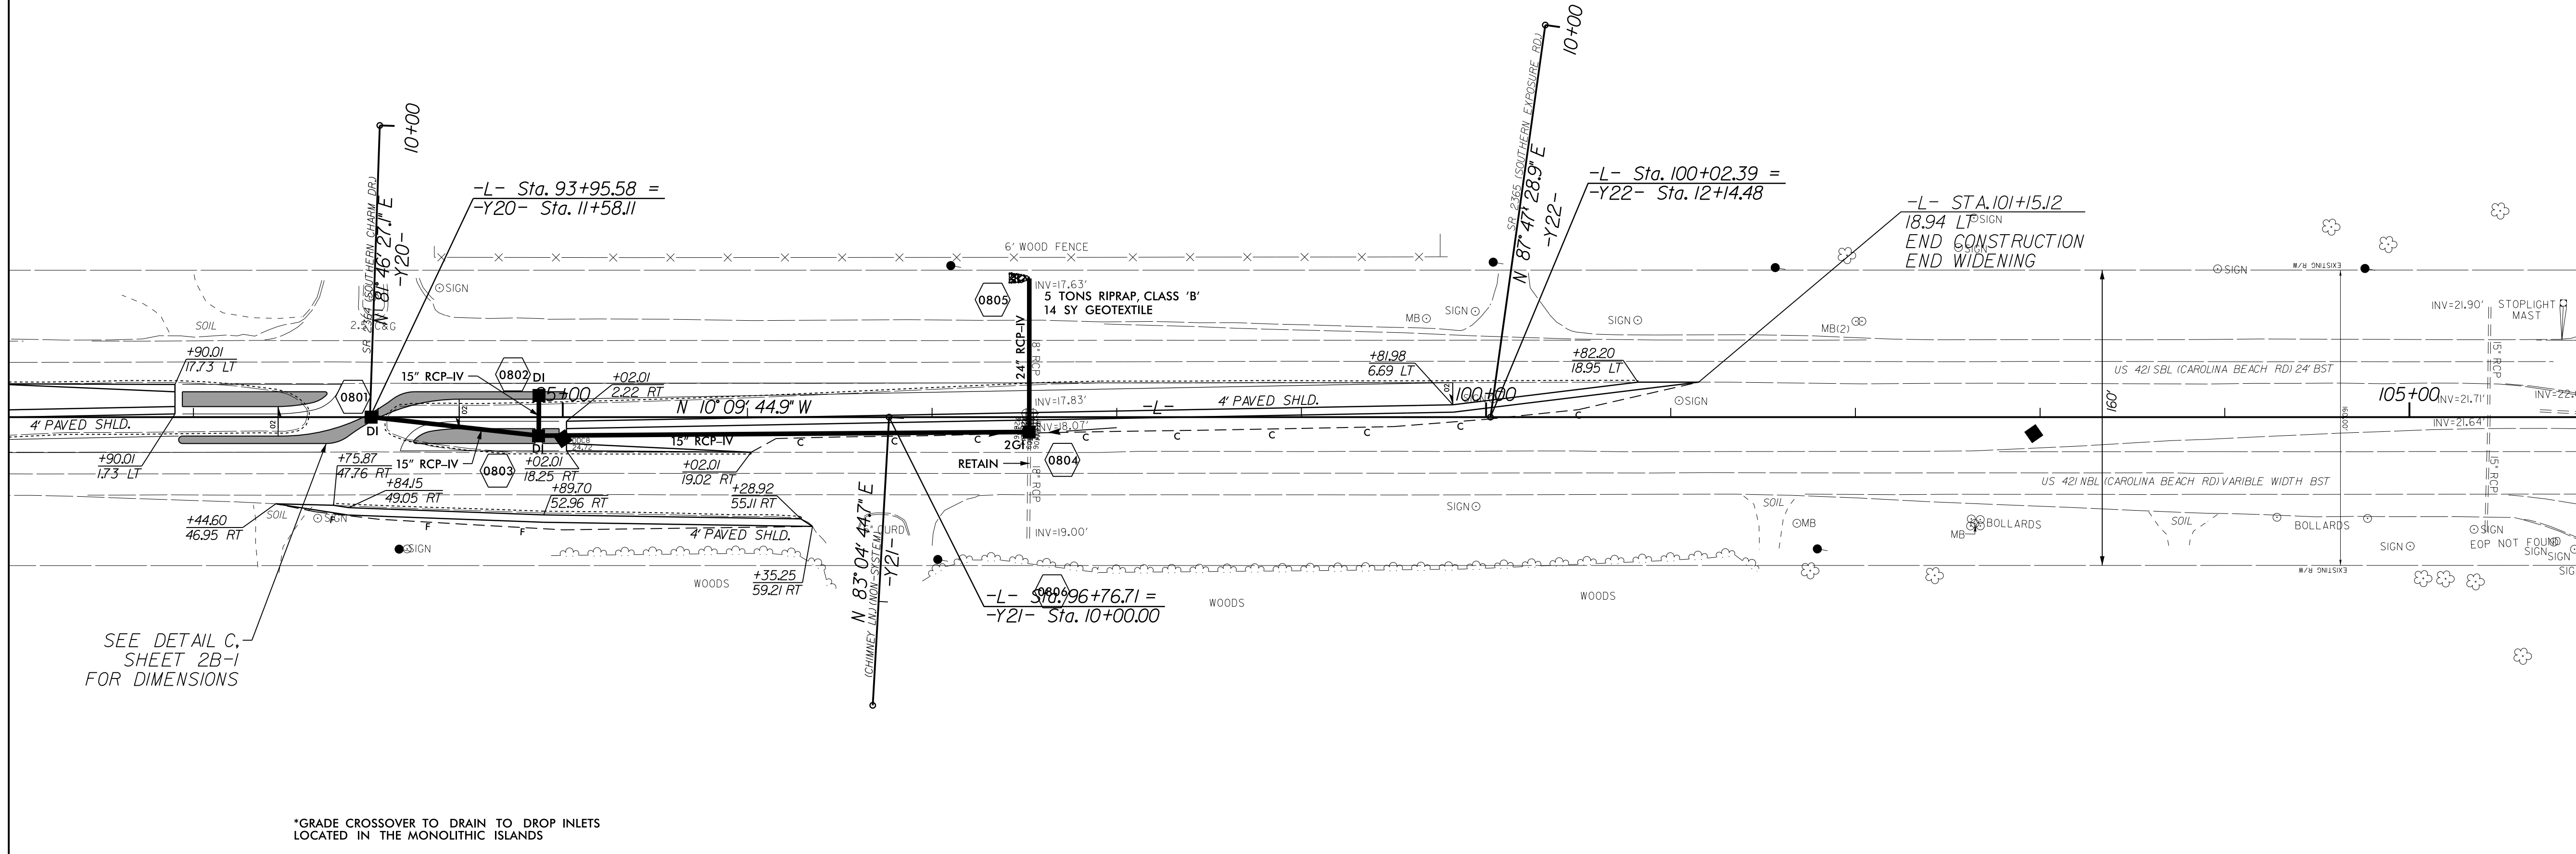 10+00
SR 2364 (SOUTHERN CHARM DR.)
N 81° 46' 27.1" E
-Y20-
-L- Sta. 93+95.58 =
-Y20- Sta. 11+58.11
10+00
SR 2365 (SOUTHERN EXPOSURE RD.)
N 87° 47' 28.9" E
-Y22-
-L- Sta. 100+02.39 =
-Y22- Sta. 12+14.48
-L- STA.101+15.12
18.94 LT
END CONSTRUCTION
END WIDENING
SIGN
SIGN
6' WOOD FENCE
EXISTING R/W
SIGN
SIGN
0805
INV=17.63'
5 TONS RIPRAP, CLASS 'B'
14 SY GEOTEXTILE
24" RCP-IV
18" RCP
SOIL
2.5' C&G
MB
SIGN
SIGN
MB(2)
INV=21.90'
STOPLIGHT
MAST
15" RCP
+90.01
17.73 LT
0801
15" RCP-IV
0802
DI
95+00
+02.01
2.22 RT
+81.98
6.69 LT
+82.20
18.95 LT
US 421 SBL (CAROLINA BEACH RD) 24' BST
160'
160.00'
4' PAVED SHLD.
DI
N 10° 09' 44.9" W
INV=17.83'
-L-
4' PAVED SHLD.
100+00
SIGN
105+00
INV=21.71'
INV=21.64'
INV=18.07'
DI
24.72
15" RCP-IV
C
C
C
2GI
C
C
C
C
C
C
+90.01
1.73 LT
+75.87
47.76 RT
15" RCP-IV
0803
+02.01
18.25 RT
+02.01
19.02 RT
RETAIN
0804
18" RCP
15" RCP
+84.15
49.05 RT
+89.70
52.96 RT
+28.92
55.11 RT
US 421 NBL (CAROLINA BEACH RD) VARIBLE WIDTH BST
+44.60
46.95 RT
SOIL
SIGN
F
F
F
4' PAVED SHLD.
SIGN
INV=19.00'
SIGN
SOIL
MB
MB
BOLLARDS
SOIL
BOLLARDS
SIGN
SIGN
EOP NOT FOUND
SIGN
SIGN
EXISTING R/W
WOODS
+35.25
59.21 RT
N 83° 04' 44.7" E
(CHIMNEY LN.) (NON-SYSTEM)
-Y21-
0806
-L- Sta. 96+76.71 =
-Y21- Sta. 10+00.00
WOODS
WOODS
SEE DETAIL C,
SHEET 2B-1
FOR DIMENSIONS
*GRADE CROSSOVER TO DRAIN TO DROP INLETS
LOCATED IN THE MONOLITHIC ISLANDS